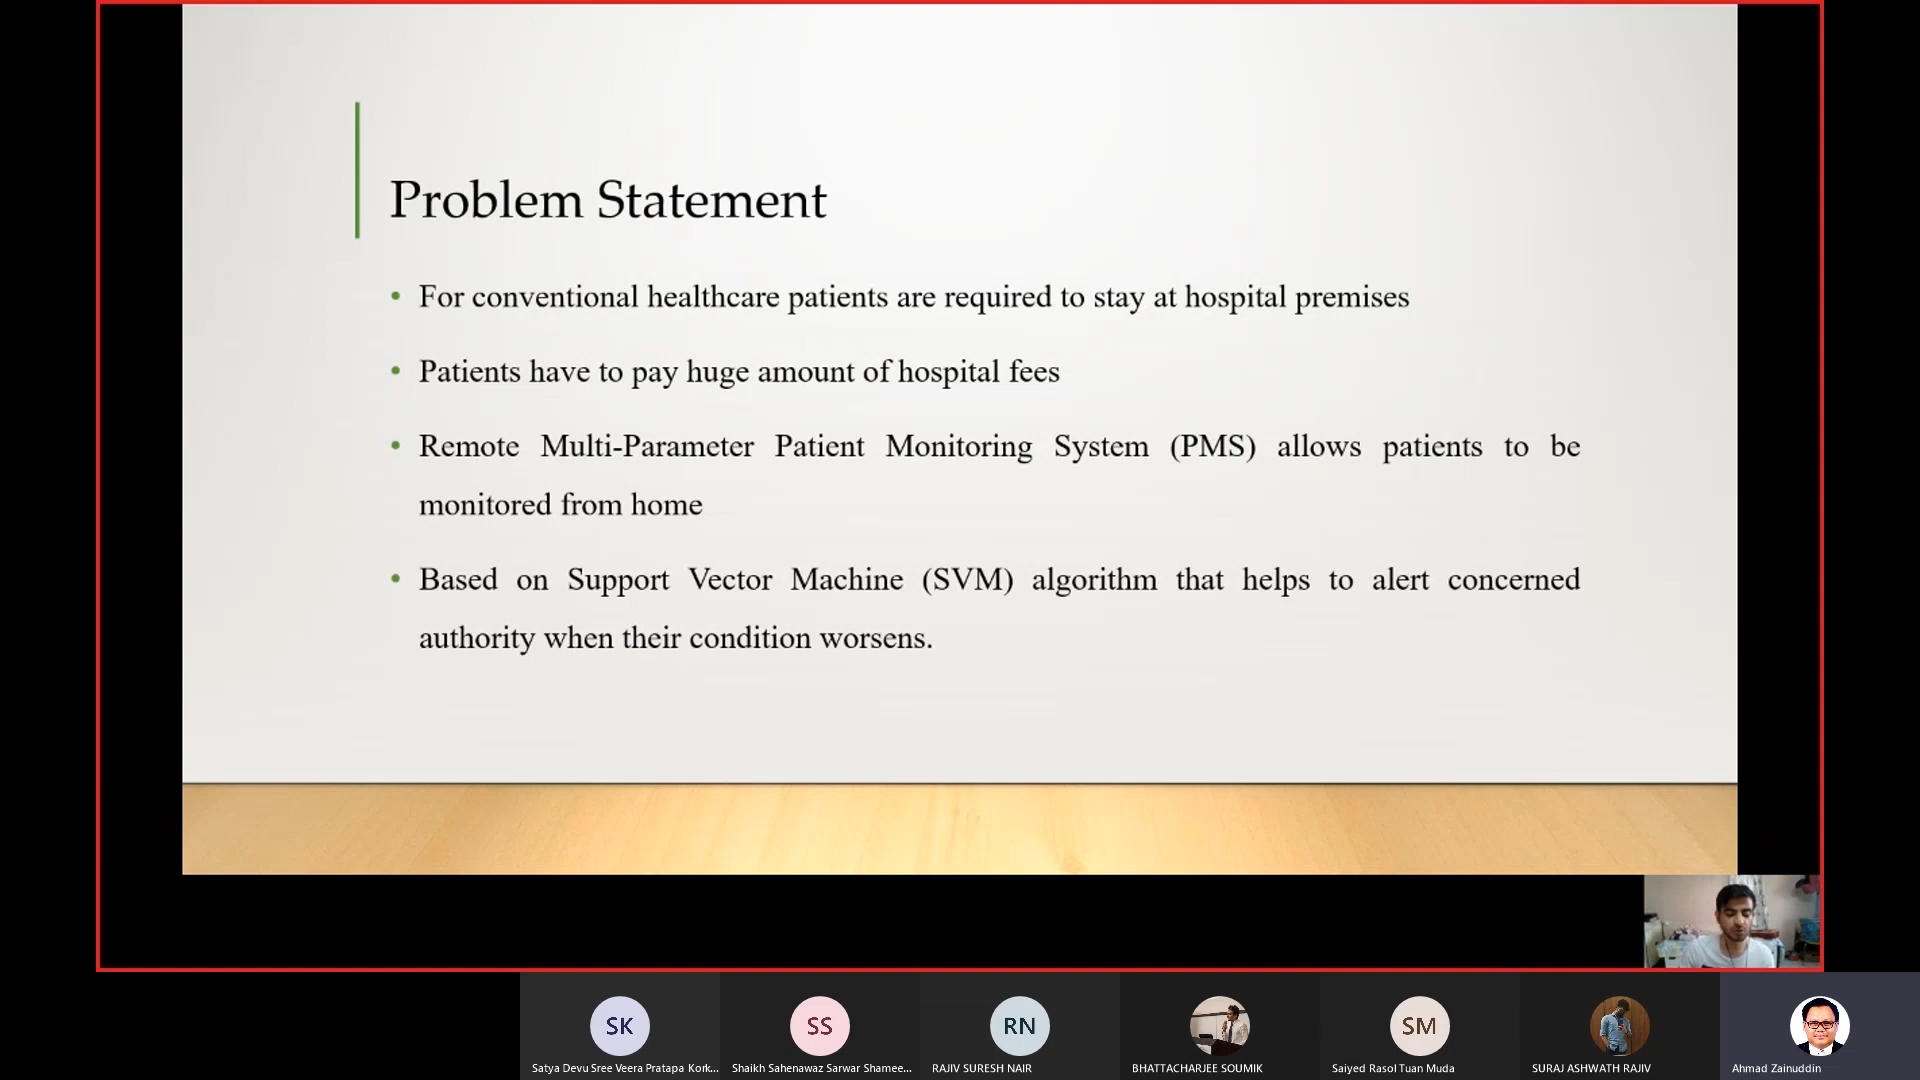 Problem Statement
• For conventional healthcare patients are required to stay at hospital premises
• Patients have to pay huge amount of hospital fees
• Remote Multi-Parameter Patient Monitoring System (PMS) allows patients to be
monitored from home
• Based on Support Vector Machine (SVM) algorithm that helps to alert concerned
authority when their condition worsens.
SK SS RN SM
Satya Devu Sree Veera Pratapa Kork... Shaikh Sahenawaz Sarwar Shamee... RAJIV SURESH NAIR BHATTACHARJEE SOUMIK Saiyed Rasol Tuan Muda SURAJ ASHWATH RAJIV Ahmad Zainuddin